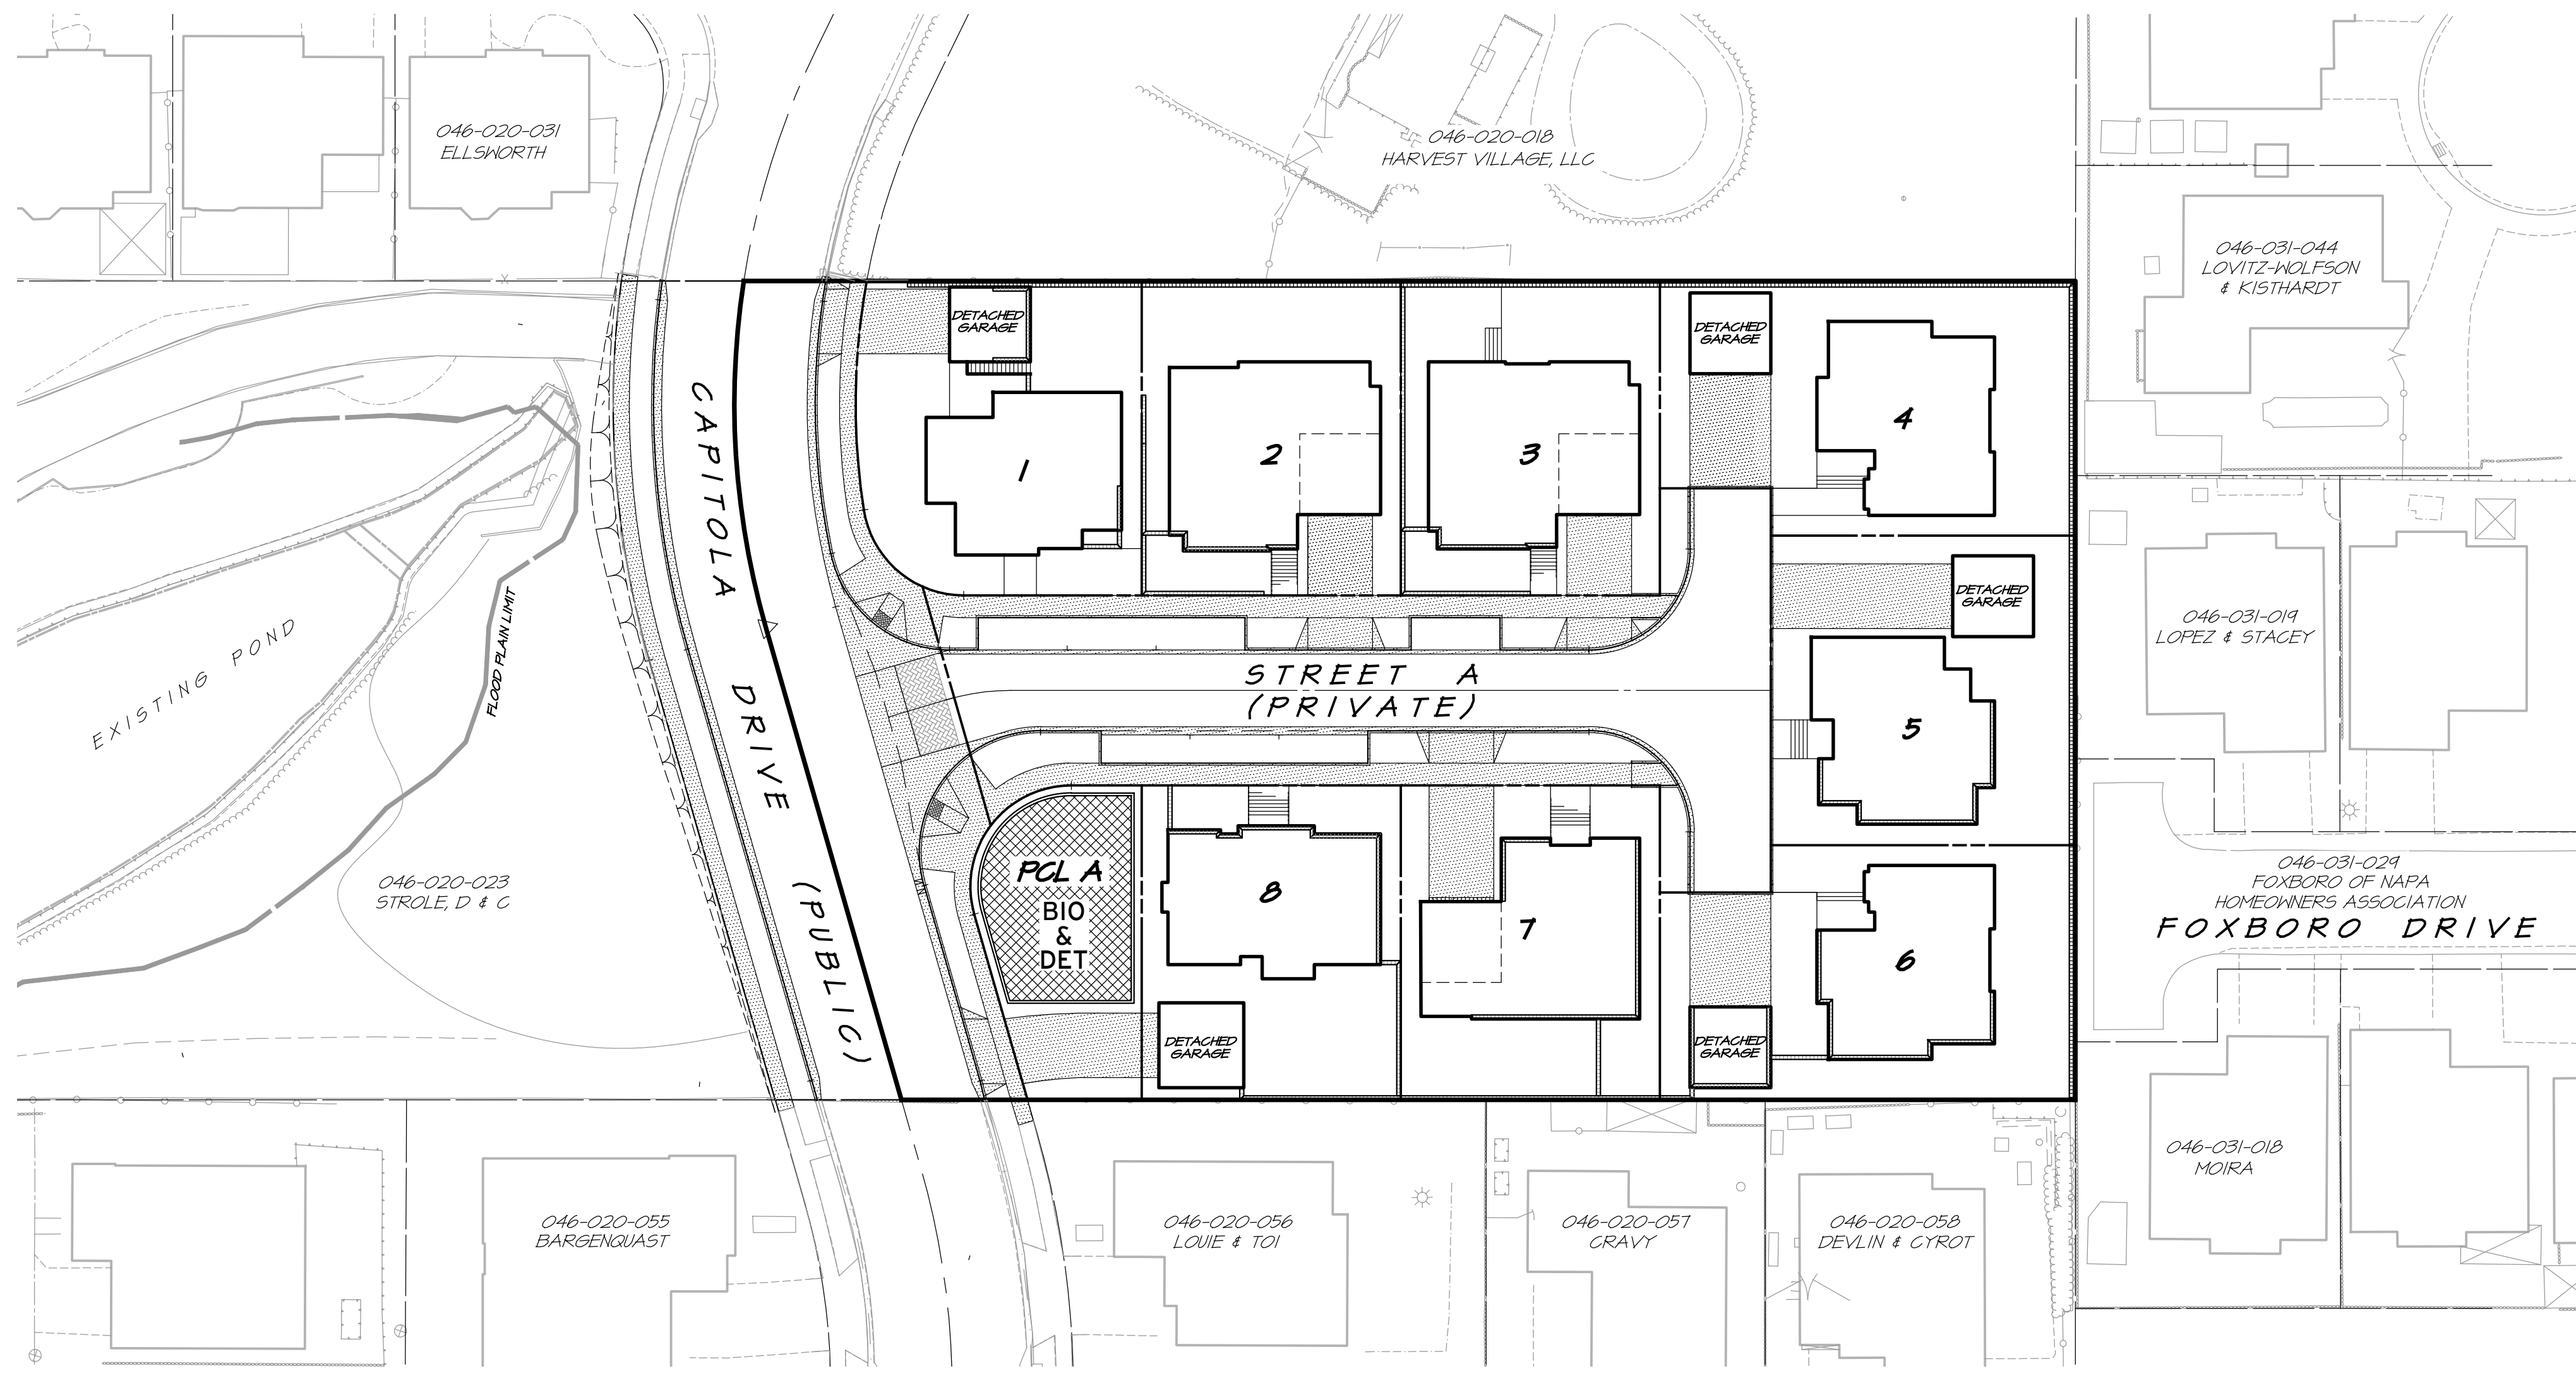 046-020-031
ELLSWORTH
046-020-018
HARVEST VILLAGE, LLC
046-031-044
LOVITZ-WOLFSON
& KISTHARDT
DETACHED
GARAGE
DETACHED
GARAGE
1
2
3
4
CAPITOLA DRIVE (PUBLIC)
EXISTING POND
FLOOD PLAIN LIMIT
DETACHED
GARAGE
046-031-019
LOPEZ & STACEY
STREET A
(PRIVATE)
5
046-020-023
STROLE, D & C
PCL A
BIO
&
DET
8
7
6
046-031-029
FOXBORO OF NAPA
HOMEOWNERS ASSOCIATION
FOXBORO DRIVE
DETACHED
GARAGE
DETACHED
GARAGE
046-031-018
MOIRA
046-020-055
BARGENQUAST
046-020-056
LOUIE & TOI
046-020-057
CRAVY
046-020-058
DEVLIN & CYROT